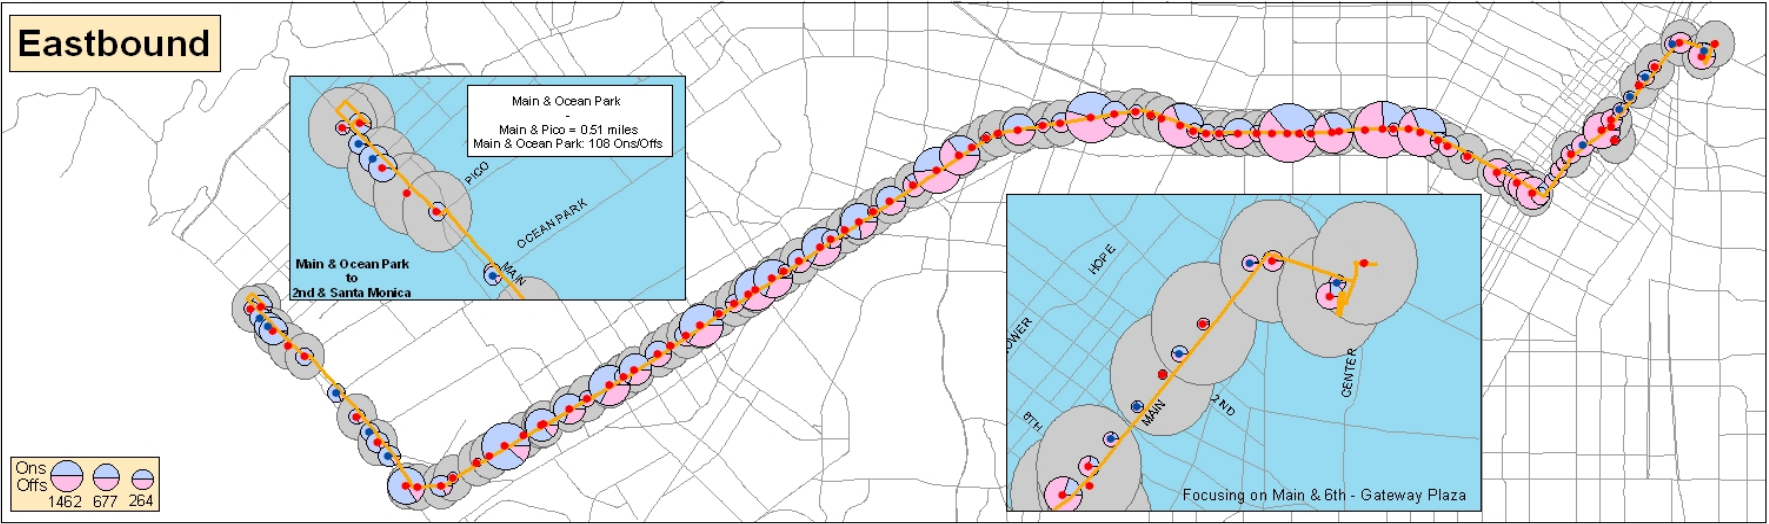 Eastbound
Main & Ocean Park
-
Main & Pico = 0.51 miles
Main & Ocean Park: 108 Ons/Offs
PICO
OCEAN PARK
MAIN
Main & Ocean Park
to
2nd & Santa Monica
HOPE
OWER
8TH
MAIN
2ND
CENTER
Focusing on Main & 6th - Gateway Plaza
Ons
Offs
1462 677 264